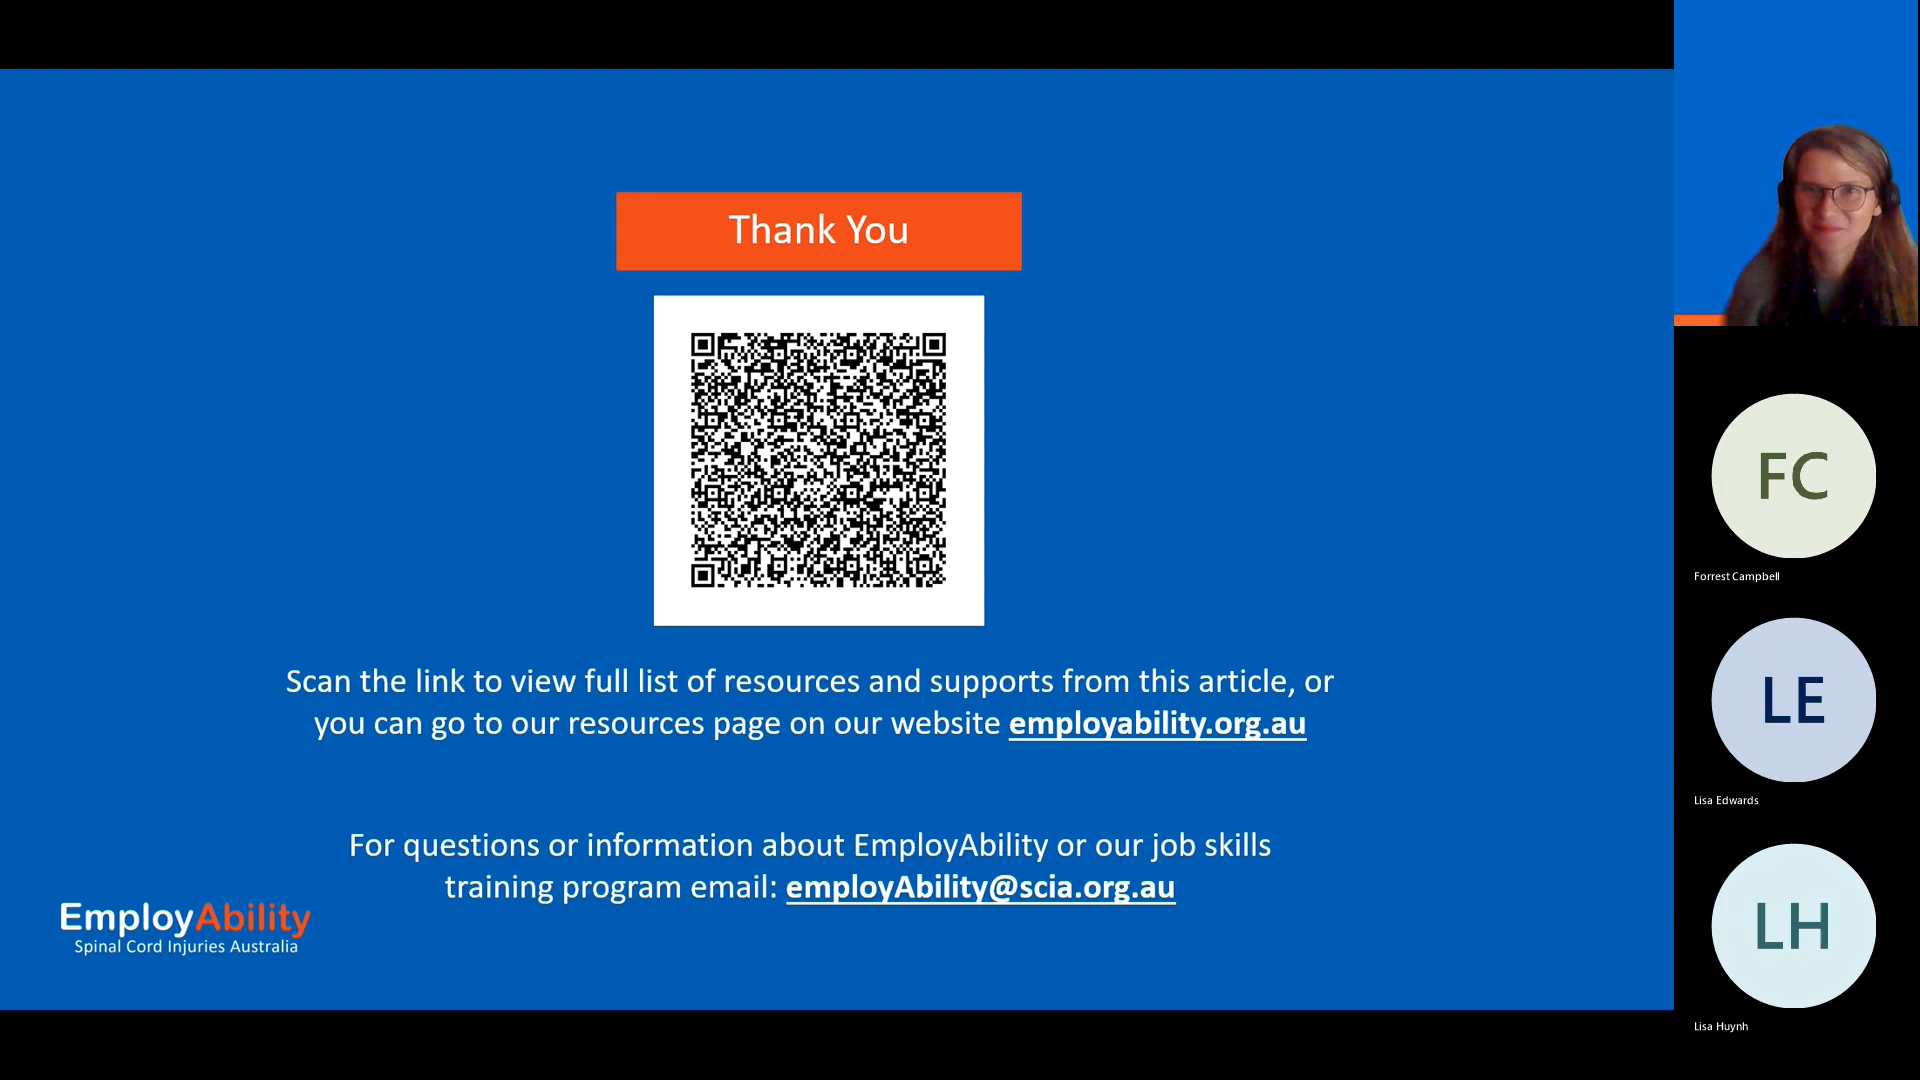 Thank You
Scan the link to view full list of resources and supports from this article, or
you can go to our resources page on our website employability.org.au
For questions or information about EmployAbility or our job skills
training program email: employAbility@scia.org.au
EmployAbility
Spinal Cord Injuries Australia
FC
Forrest Campbell
LE
Lisa Edwards
LH
Lisa Huynh